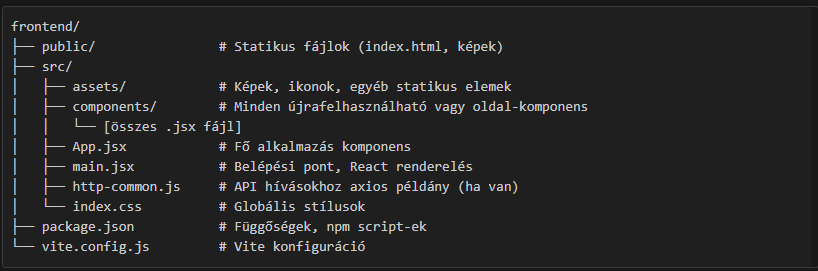 frontend/
├── public/                 # Statikus fájlok (index.html, képek)
├── src/
│   ├── assets/             # Képek, ikonok, egyéb statikus elemek
│   ├── components/         # Minden újrafelhasználható vagy oldal-komponens
│   │   └── [összes .jsx fájl]
│   ├── App.jsx             # Fő alkalmazás komponens
│   ├── main.jsx            # Belépési pont, React renderelés
│   ├── http-common.js      # API hívásokhoz axios példány (ha van)
│   └── index.css           # Globális stílusok
├── package.json            # Függőségek, npm script-ek
└── vite.config.js          # Vite konfiguráció